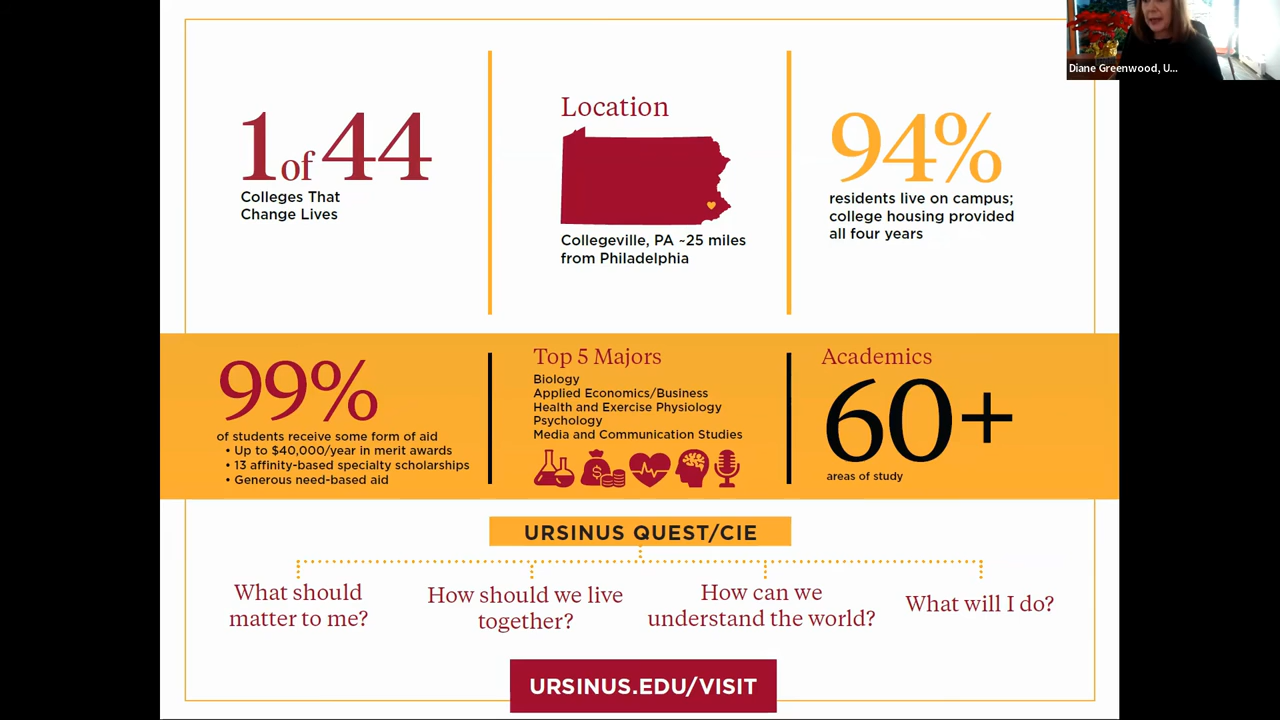 Diane Greenwood, U...
1 of 44
Colleges That
Change Lives
Location
Collegeville, PA ~25 miles
from Philadelphia
94%
residents live on campus;
college housing provided
all four years
99%
of students receive some form of aid
• Up to $40,000/year in merit awards
• 13 affinity-based specialty scholarships
• Generous need-based aid
Top 5 Majors
Biology
Applied Economics/Business
Health and Exercise Physiology
Psychology
Media and Communication Studies
Academics
60+
areas of study
URSINUS QUEST/CIE
What should
matter to me?
How should we live
together?
How can we
understand the world?
What will I do?
URSINUS.EDU/VISIT